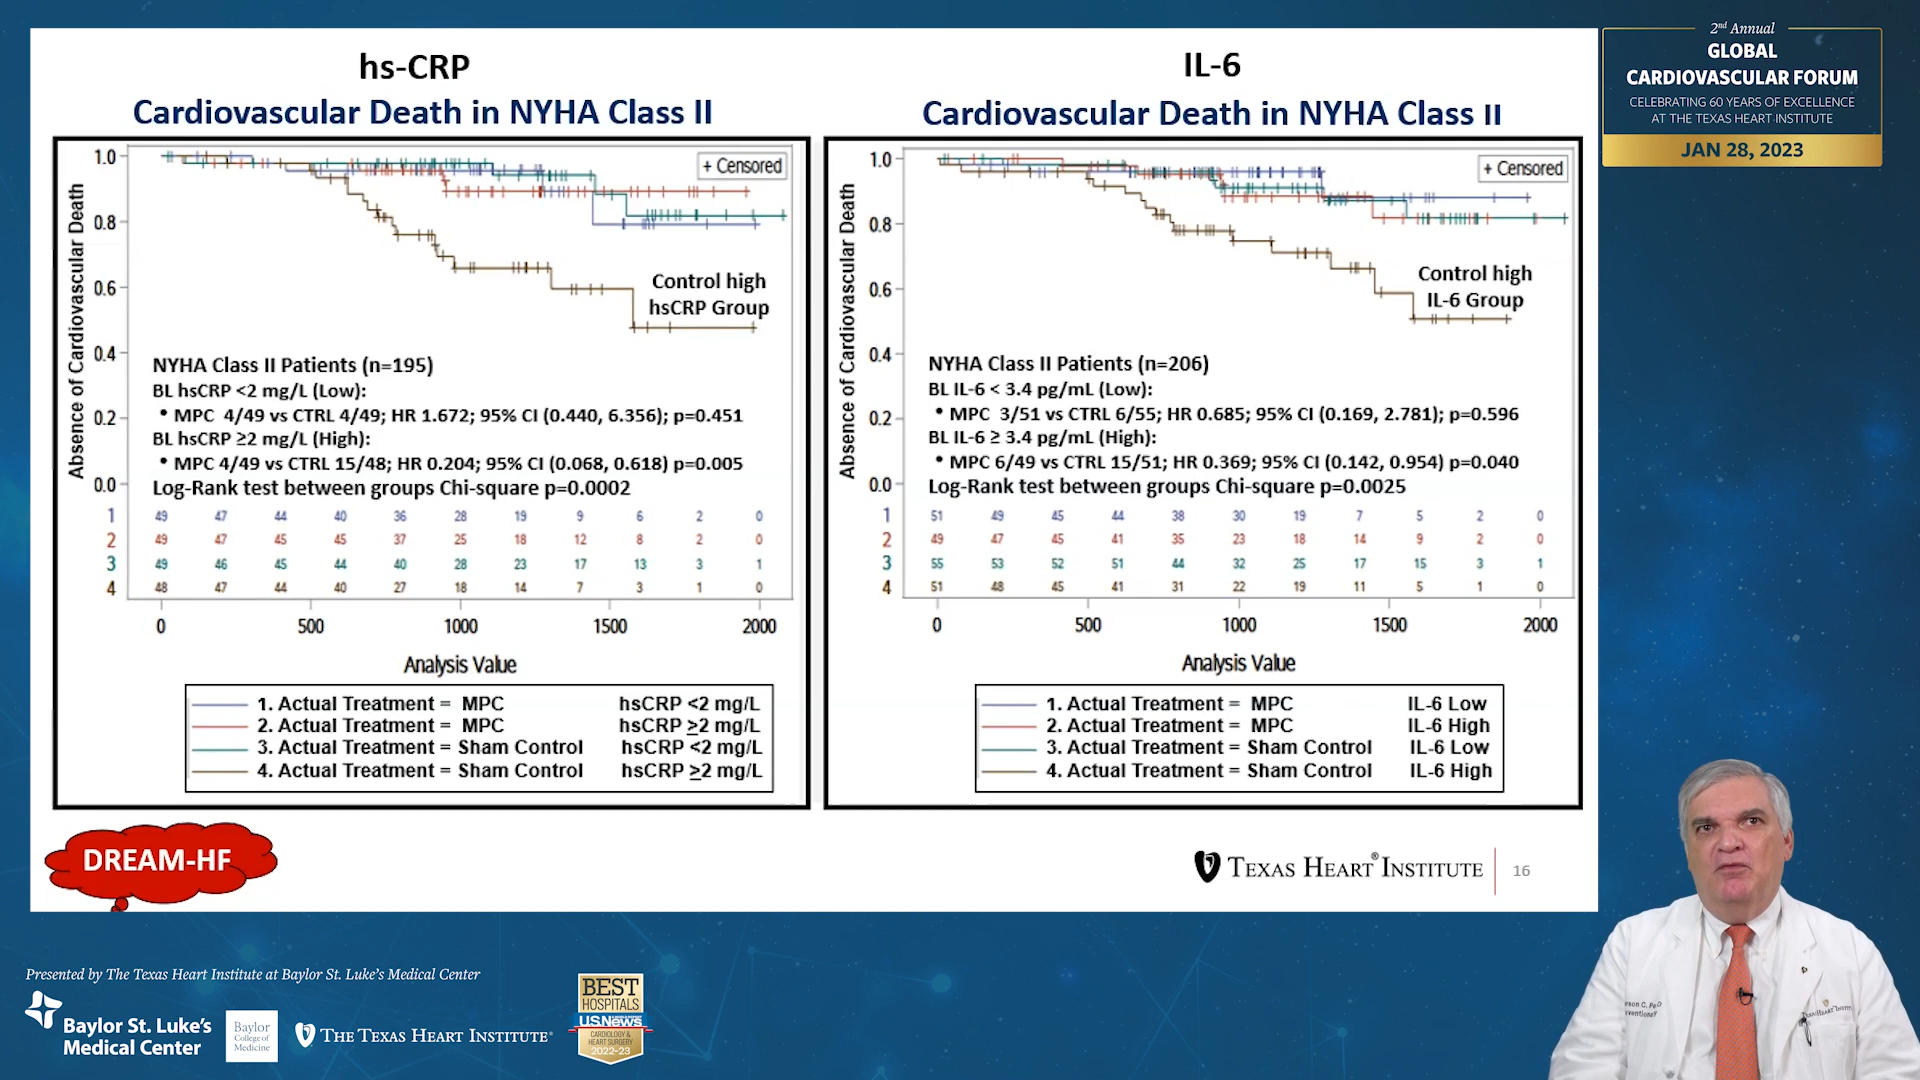 hs-CRP
Cardiovascular Death in NYHA Class II
+ Censored
Absence of Cardiovascular Death
1.0
0.8
0.6
0.4
0.2
0.0
Control high
hsCRP Group
NYHA Class II Patients (n=195)
BL hsCRP <2 mg/L (Low):
• MPC 4/49 vs CTRL 4/49; HR 1.672; 95% CI (0.440, 6.356); p=0.451
BL hsCRP ≥2 mg/L (High):
• MPC 4/49 vs CTRL 15/48; HR 0.204; 95% CI (0.068, 0.618) p=0.005
Log-Rank test between groups Chi-square p=0.0002
1 49 47 44 40 36 28 19 9 6 2 0
2 49 47 45 45 37 25 18 12 8 2 0
3 49 46 45 44 40 28 23 17 13 3 1
4 48 47 44 40 27 18 14 7 3 1 0
0 500 1000 1500 2000
Analysis Value
1. Actual Treatment = MPC hsCRP <2 mg/L
2. Actual Treatment = MPC hsCRP ≥2 mg/L
3. Actual Treatment = Sham Control hsCRP <2 mg/L
4. Actual Treatment = Sham Control hsCRP ≥2 mg/L
IL-6
Cardiovascular Death in NYHA Class II
+ Censored
Absence of Cardiovascular Death
1.0
0.8
0.6
0.4
0.2
0.0
Control high
IL-6 Group
NYHA Class II Patients (n=206)
BL IL-6 < 3.4 pg/mL (Low):
• MPC 3/51 vs CTRL 6/55; HR 0.685; 95% CI (0.169, 2.781); p=0.596
BL IL-6 ≥ 3.4 pg/mL (High):
• MPC 6/49 vs CTRL 15/51; HR 0.369; 95% CI (0.142, 0.954) p=0.040
Log-Rank test between groups Chi-square p=0.0025
1 51 49 45 44 38 30 19 7 5 2 0
2 49 47 45 41 35 23 18 14 9 2 0
3 55 53 52 51 44 32 25 17 15 3 1
4 51 48 45 41 31 22 19 11 5 1 0
0 500 1000 1500 2000
Analysis Value
1. Actual Treatment = MPC IL-6 Low
2. Actual Treatment = MPC IL-6 High
3. Actual Treatment = Sham Control IL-6 Low
4. Actual Treatment = Sham Control IL-6 High
DREAM-HF
TEXAS HEART® INSTITUTE
16
2nd Annual
GLOBAL
CARDIOVASCULAR FORUM
CELEBRATING 60 YEARS OF EXCELLENCE
AT THE TEXAS HEART INSTITUTE
JAN 28, 2023
Presented by The Texas Heart Institute at Baylor St. Luke's Medical Center
Baylor St. Luke's
Medical Center
Baylor
College of
Medicine
THE TEXAS HEART INSTITUTE®
BEST
HOSPITALS
U.S. News
CARDIOLOGY &
HEART SURGERY
2022-23